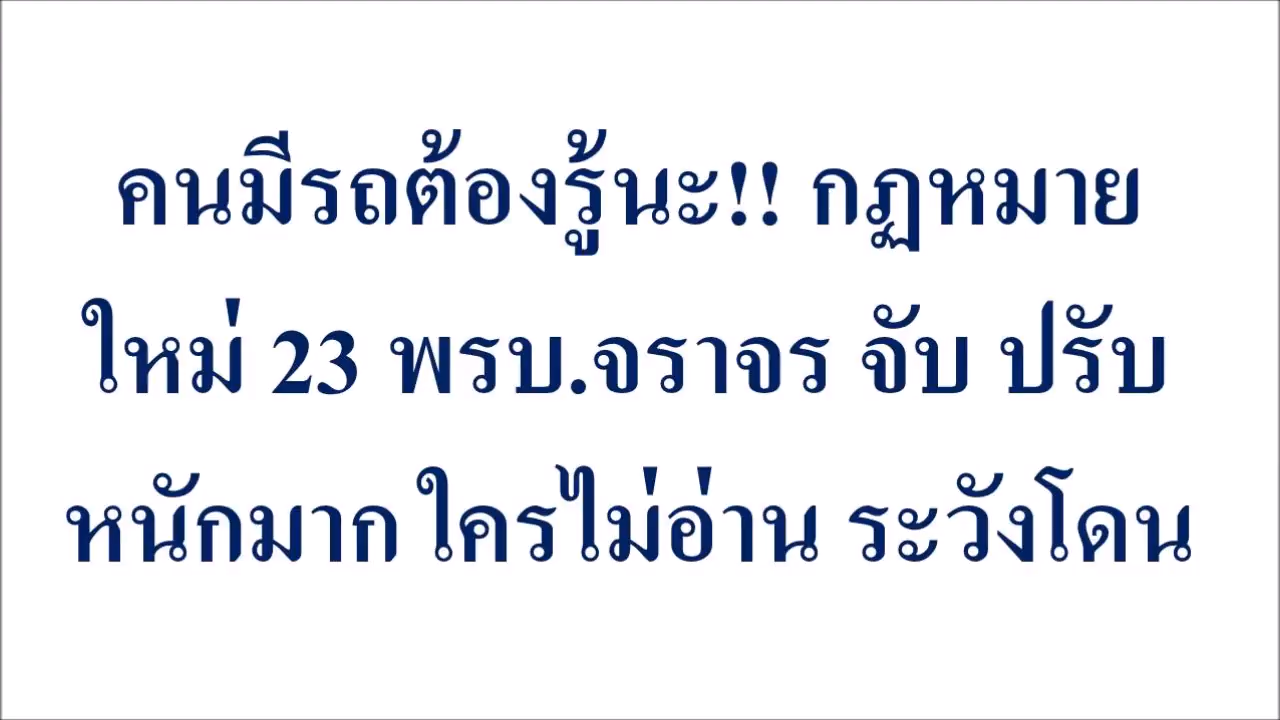 คนมีรถต้องรู้นะ!! กฏหมาย
ใหม่ 23 พรบ.จราจร จับ ปรับ
หนักมาก ใครไม่อ่าน ระวังโดน